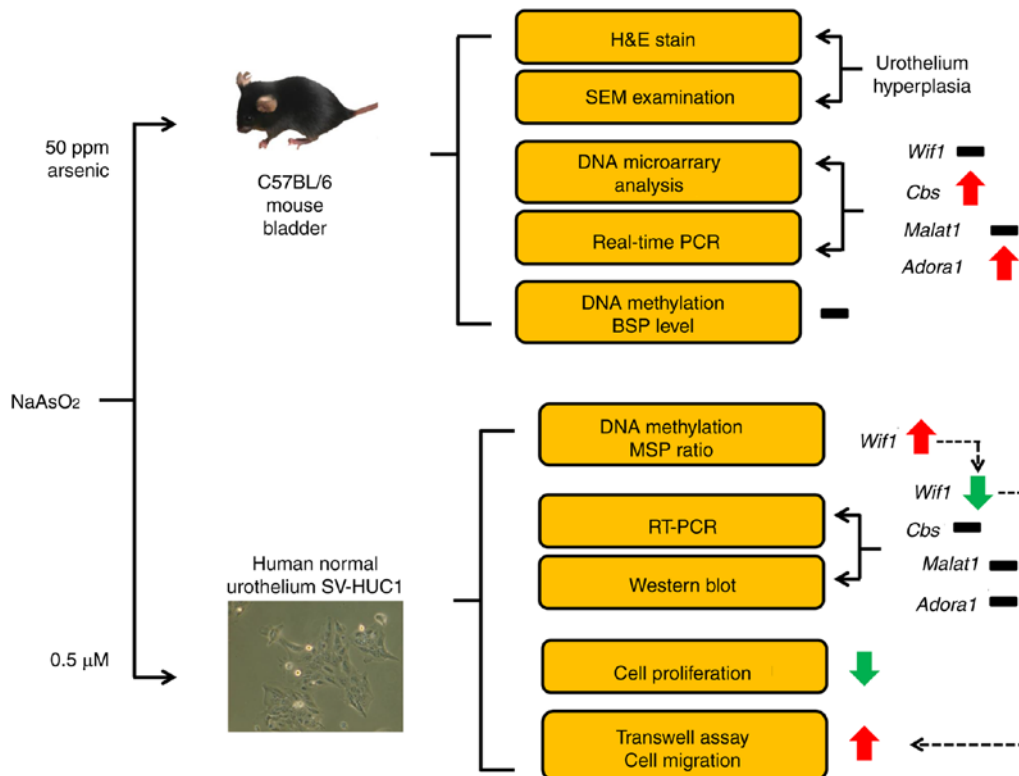 H&E stain
SEM examination
Urothelium
hyperplasia
50 ppm
arsenic
C57BL/6
mouse
bladder
DNA microarrary
analysis
Real-time PCR
Wif1
Cbs
Malat1
Adora1
DNA methylation
BSP level
NaAsO2
DNA methylation
MSP ratio
Wif1
Wif1
RT-PCR
Cbs
Western blot
Malat1
Adora1
Human normal
urothelium SV-HUC1
0.5 µM
Cell proliferation
Transwell assay
Cell migration